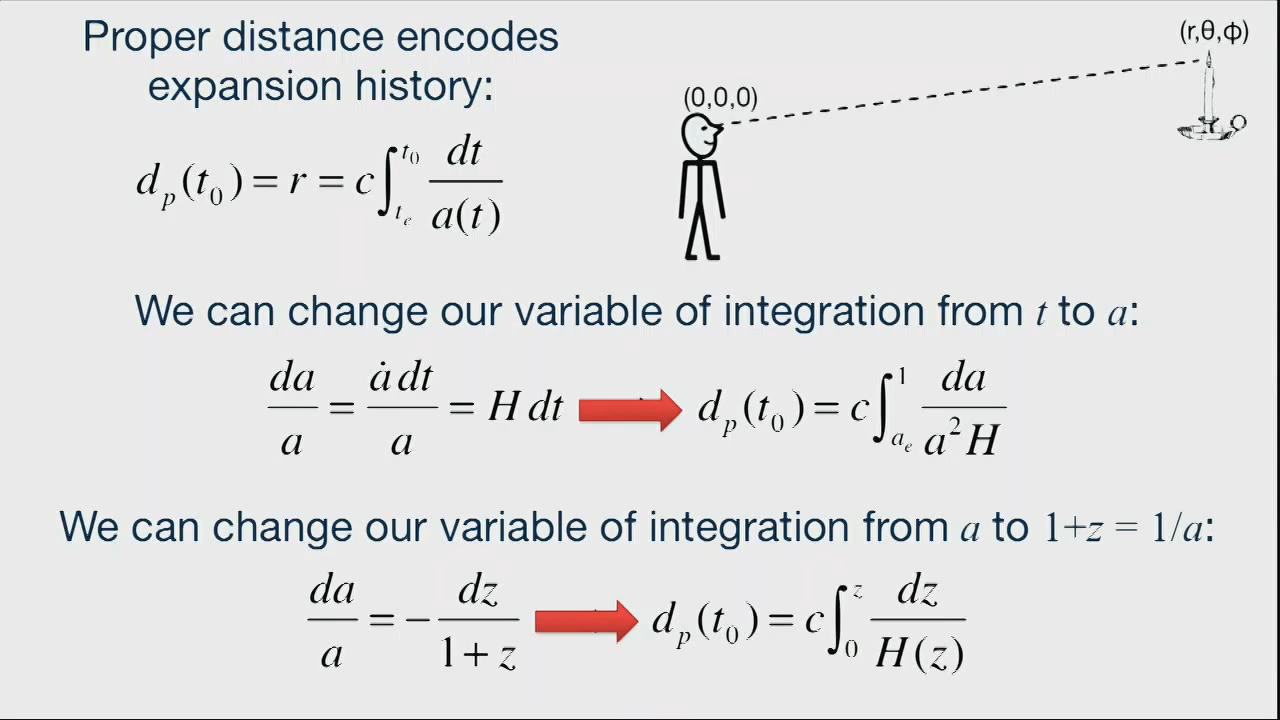 Proper distance encodes
expansion history:
(r,θ,ϕ)
(0,0,0)
d_p(t_0) = r = c ∫_{t_e}^{t_0} dt / a(t)
We can change our variable of integration from t to a:
da / a = ȧ dt / a = H dt
d_p(t_0) = c ∫_{a_e}^{1} da / a² H
We can change our variable of integration from a to 1+z = 1/a:
da / a = − dz / 1 + z
d_p(t_0) = c ∫_0^z dz / H(z)